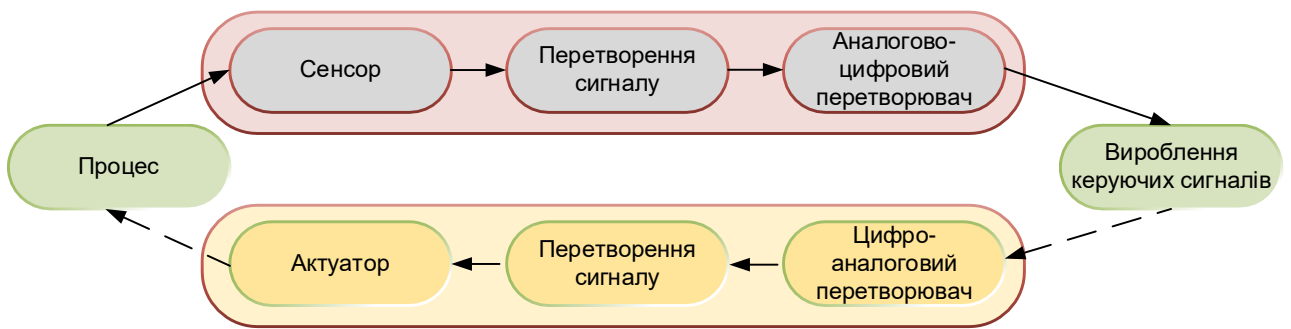 Сенсор
Перетворення
сигналу
Аналогово-
цифровий
перетворювач
Процес
Вироблення
керуючих сигналів
Актуатор
Перетворення
сигналу
Цифро-
аналоговий
перетворювач